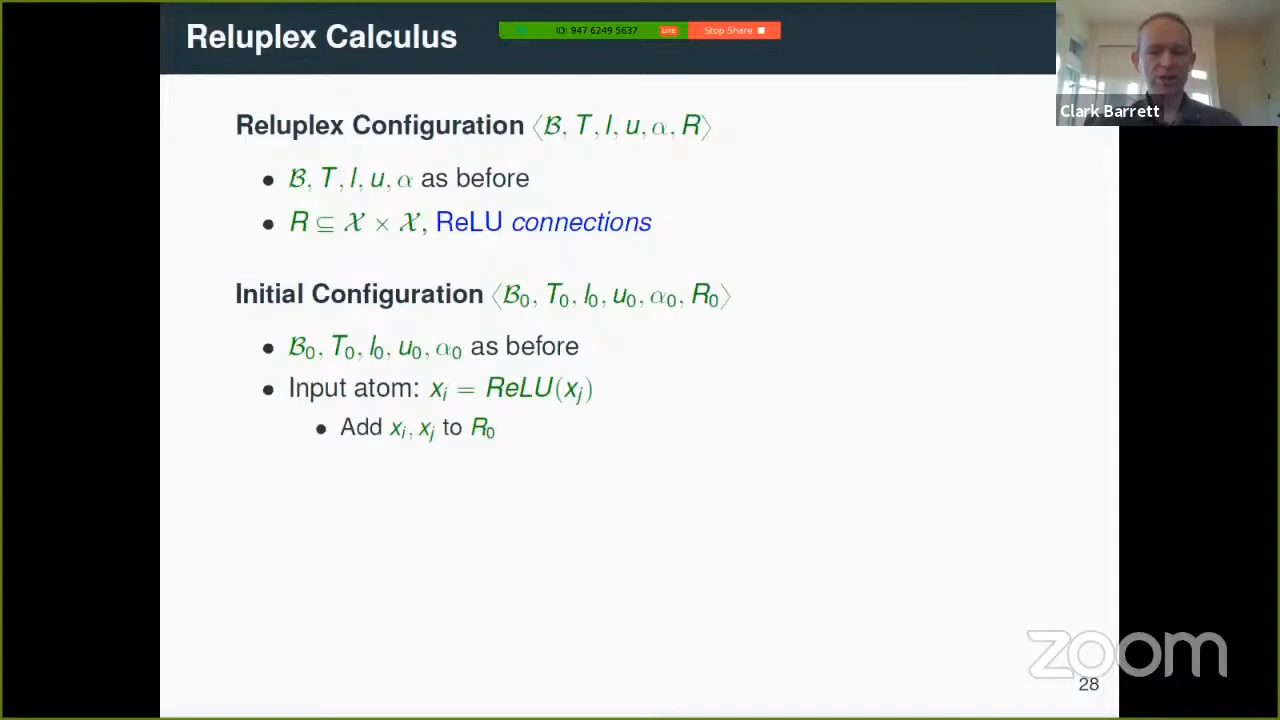 Reluplex Calculus
ID: 947 6249 5637
LIVE
Stop Share
Clark Barrett
Reluplex Configuration ⟨ℬ, T, l, u, α, R⟩
• ℬ, T, l, u, α as before
• R ⊆ 𝒳 × 𝒳, ReLU connections
Initial Configuration ⟨ℬ₀, T₀, l₀, u₀, α₀, R₀⟩
• ℬ₀, T₀, l₀, u₀, α₀ as before
• Input atom: xᵢ = ReLU(xⱼ)
• Add xᵢ, xⱼ to R₀
zoom
28